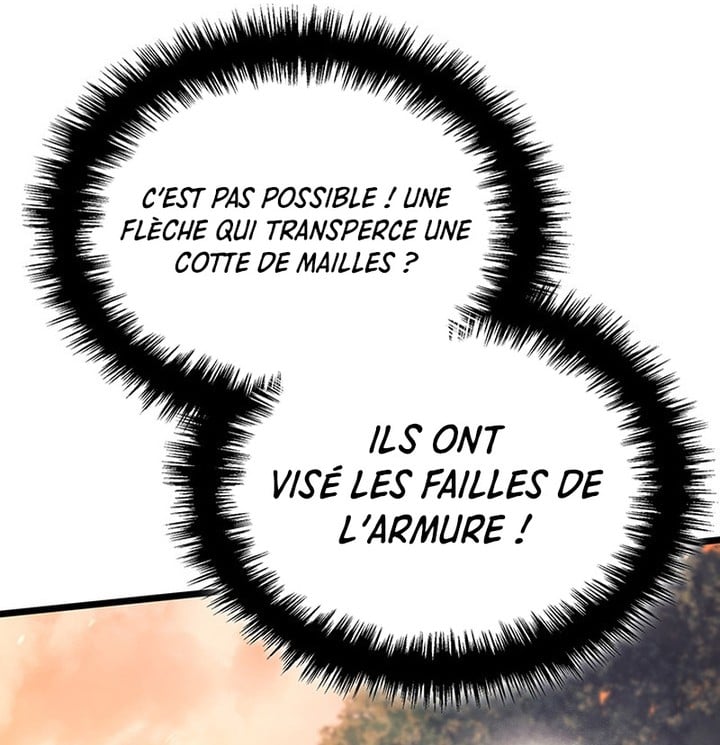 C'EST PAS POSSIBLE ! UNE
FLÈCHE QUI TRANSPERCE UNE
COTTE DE MAILLES ?
ILS ONT
VISÉ LES FAILLES DE
L'ARMURE !